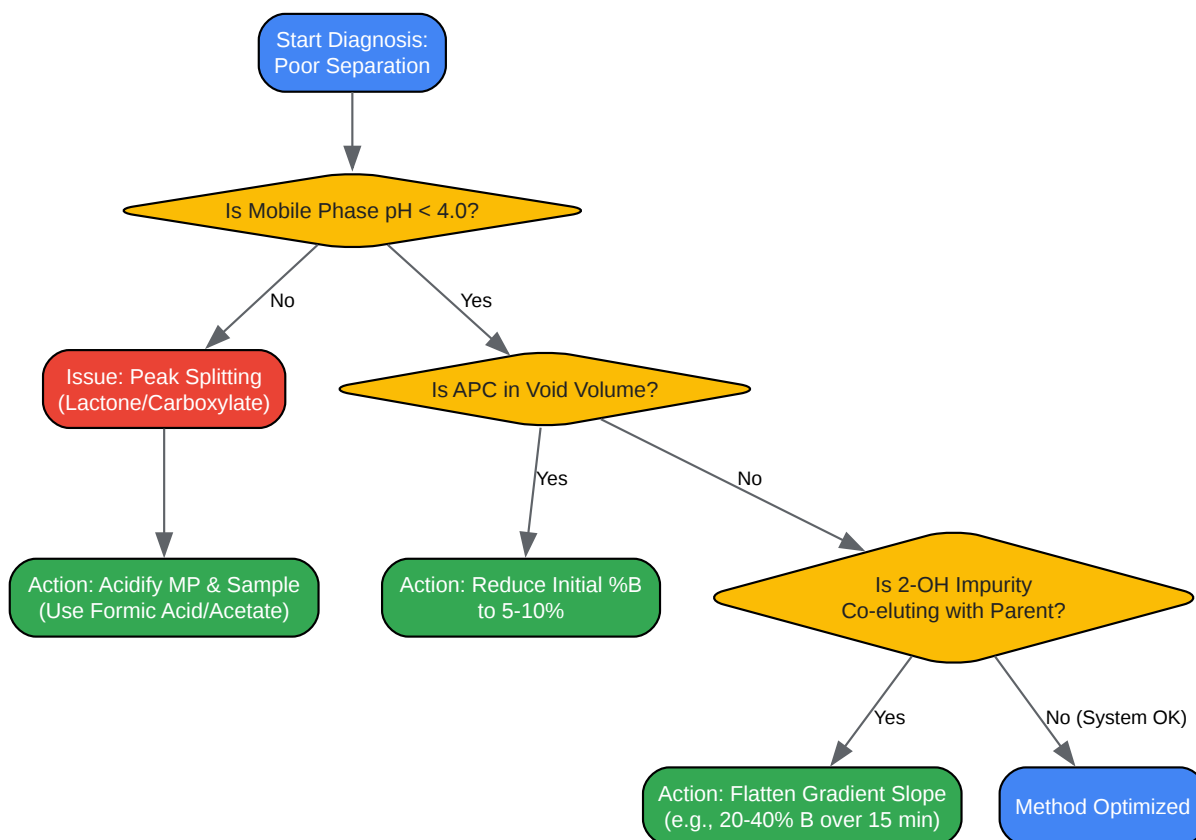 Start Diagnosis:
Poor Separation
Is Mobile Phase pH < 4.0?
No
Yes
Issue: Peak Splitting
(Lactone/Carboxylate)
Is APC in Void Volume?
Yes
No
Action: Acidify MP & Sample
(Use Formic Acid/Acetate)
Action: Reduce Initial %B
to 5-10%
Is 2-OH Impurity
Co-eluting with Parent?
Yes
No (System OK)
Action: Flatten Gradient Slope
(e.g., 20-40% B over 15 min)
Method Optimized